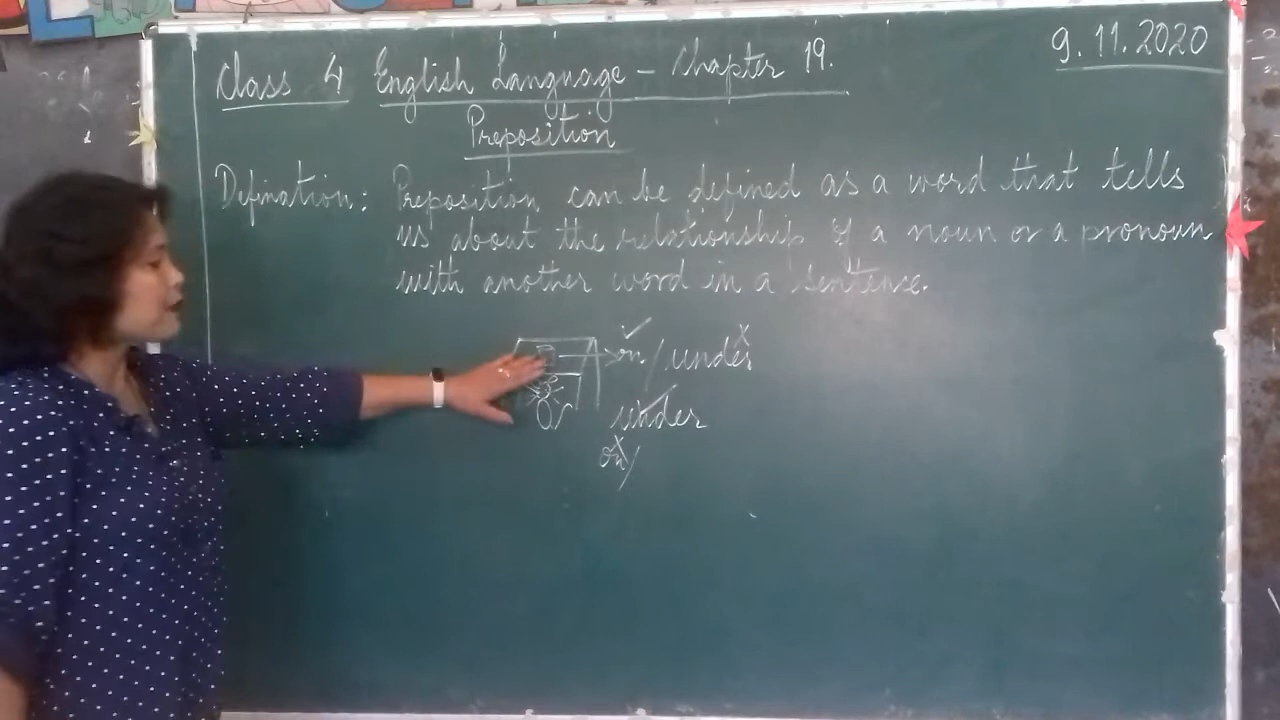 9.11.2020
Class 4 English Language - Chapter 19.
Preposition
Defination: Preposition can be defined as a word that tells
us about the relationship of a noun or a pronoun
with another word in a sentence.
on / under
under
on/